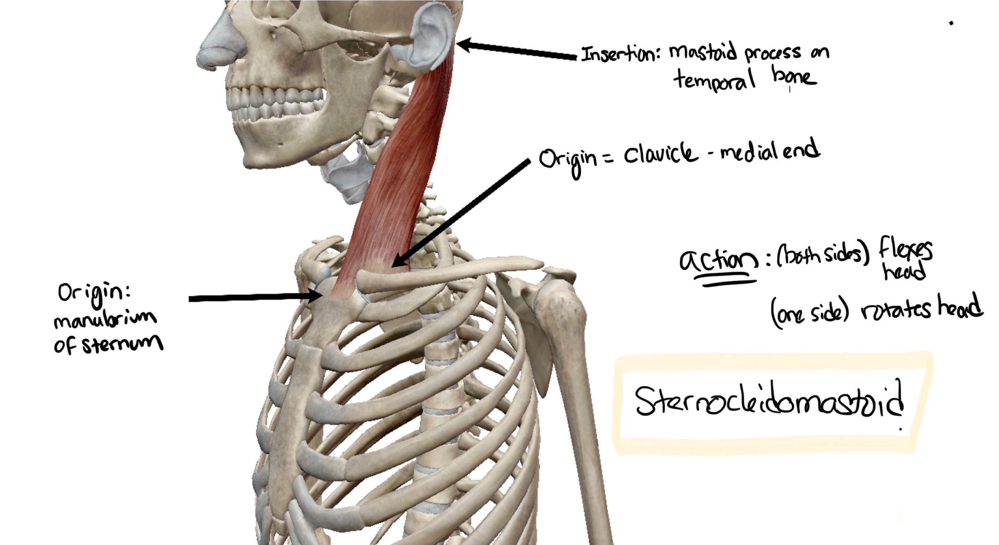 Insertion: mastoid process on
temporal bone
Origin = clavicle - medial end
action : (both sides) flexes
head
(one side) rotates head
Origin:
manubrium
of sternum
Sternocleidomastoid